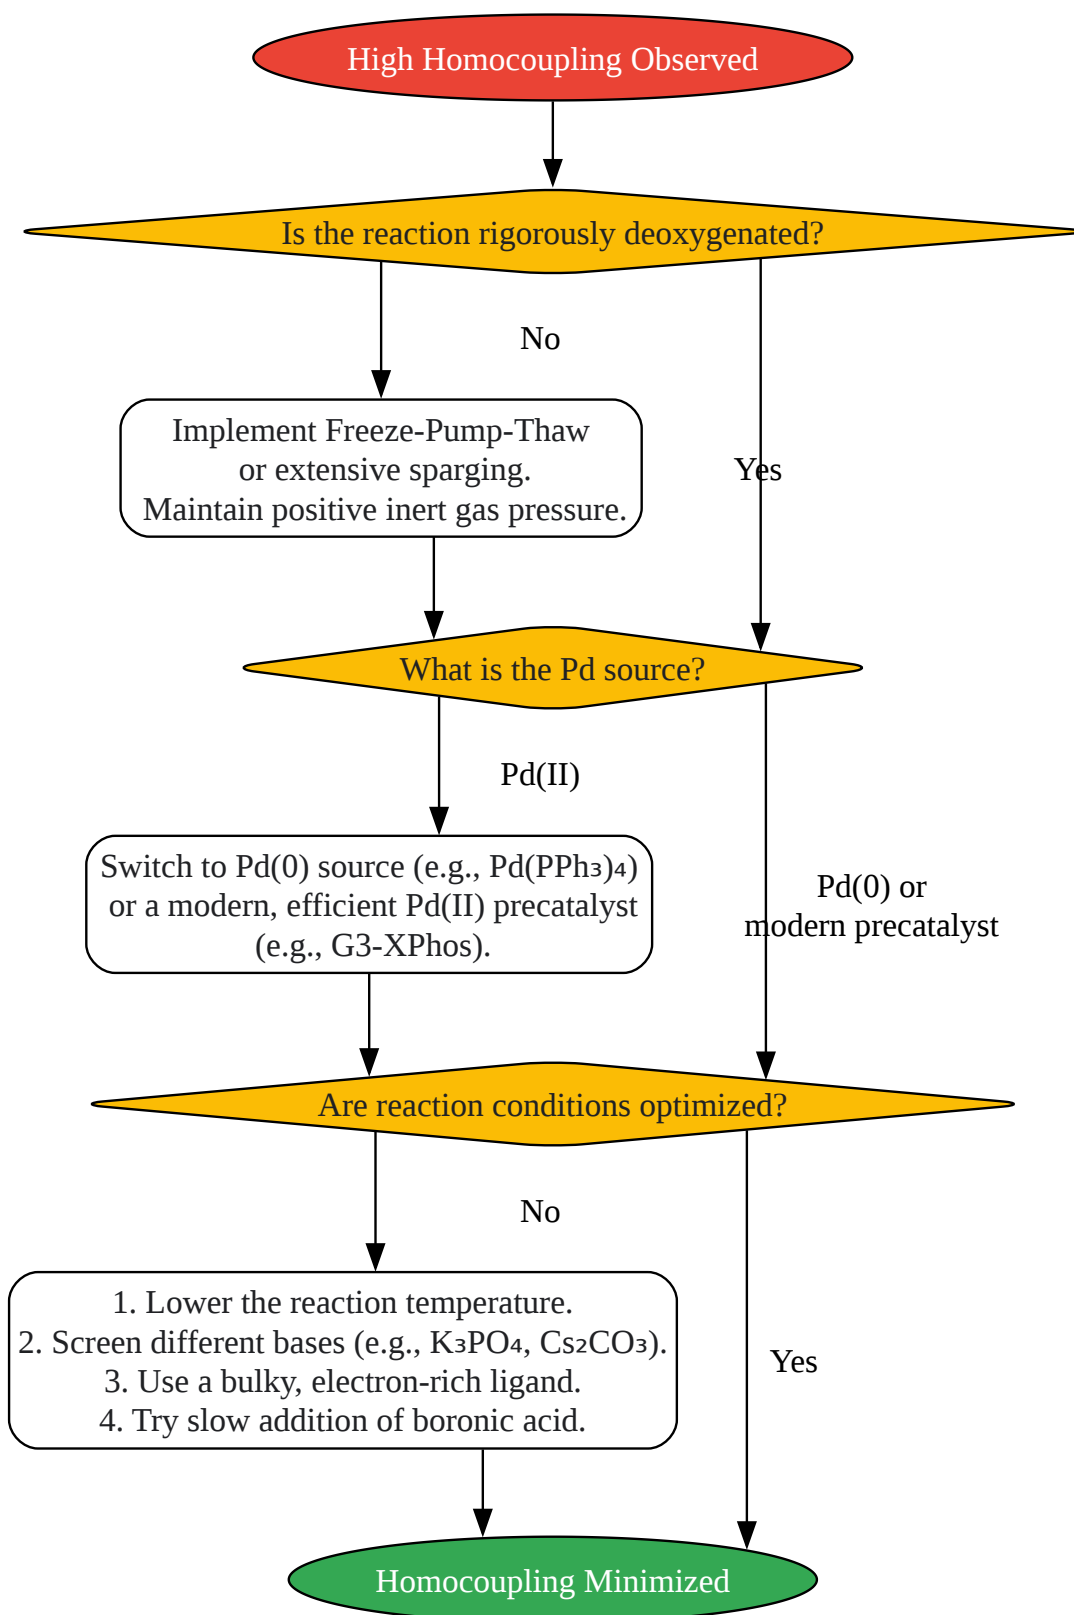 High Homocoupling Observed
Is the reaction rigorously deoxygenated?
No
Implement Freeze-Pump-Thaw
or extensive sparging.
Maintain positive inert gas pressure.
Yes
What is the Pd source?
Pd(II)
Switch to Pd(0) source (e.g., Pd(PPh₃)₄)
or a modern, efficient Pd(II) precatalyst
(e.g., G3-XPhos).
Pd(0) or
modern precatalyst
Are reaction conditions optimized?
No
1. Lower the reaction temperature.
2. Screen different bases (e.g., K₃PO₄, Cs₂CO₃).
3. Use a bulky, electron-rich ligand.
4. Try slow addition of boronic acid.
Yes
Homocoupling Minimized